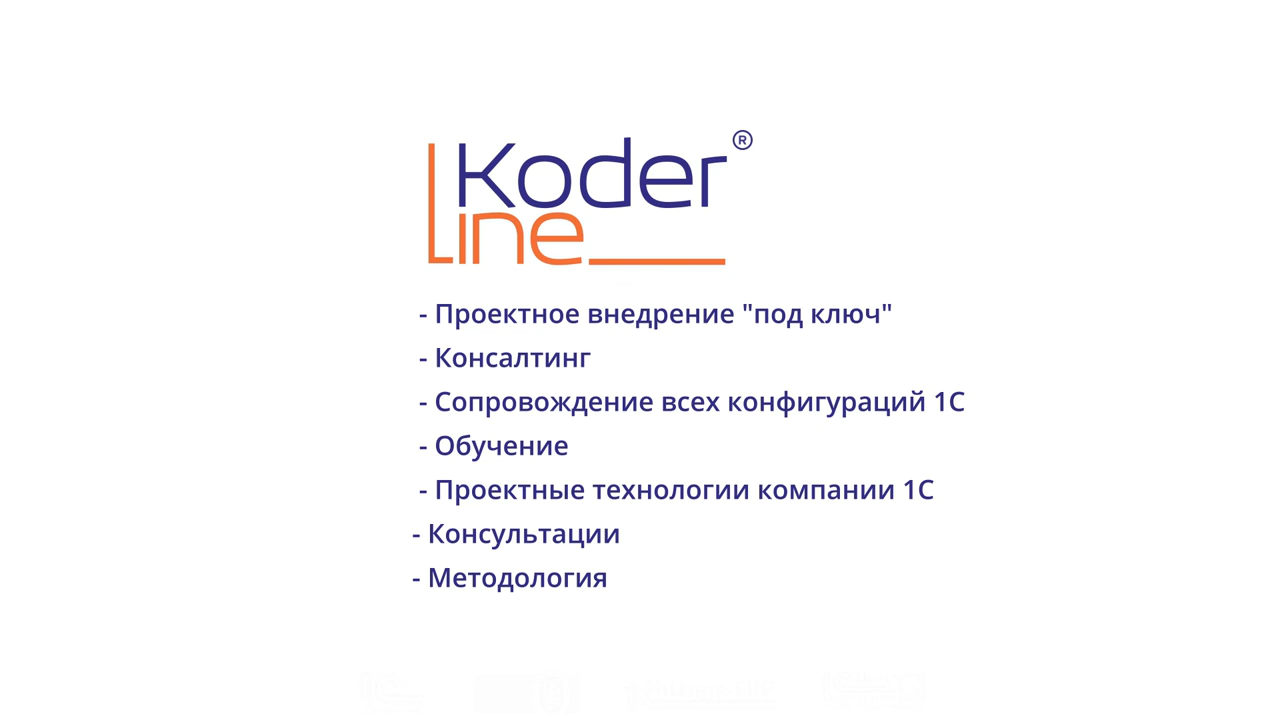 Koder®
Line
- Проектное внедрение "под ключ"
- Консалтинг
- Сопровождение всех конфигураций 1С
- Обучение
- Проектные технологии компании 1С
- Консультации
- Методология